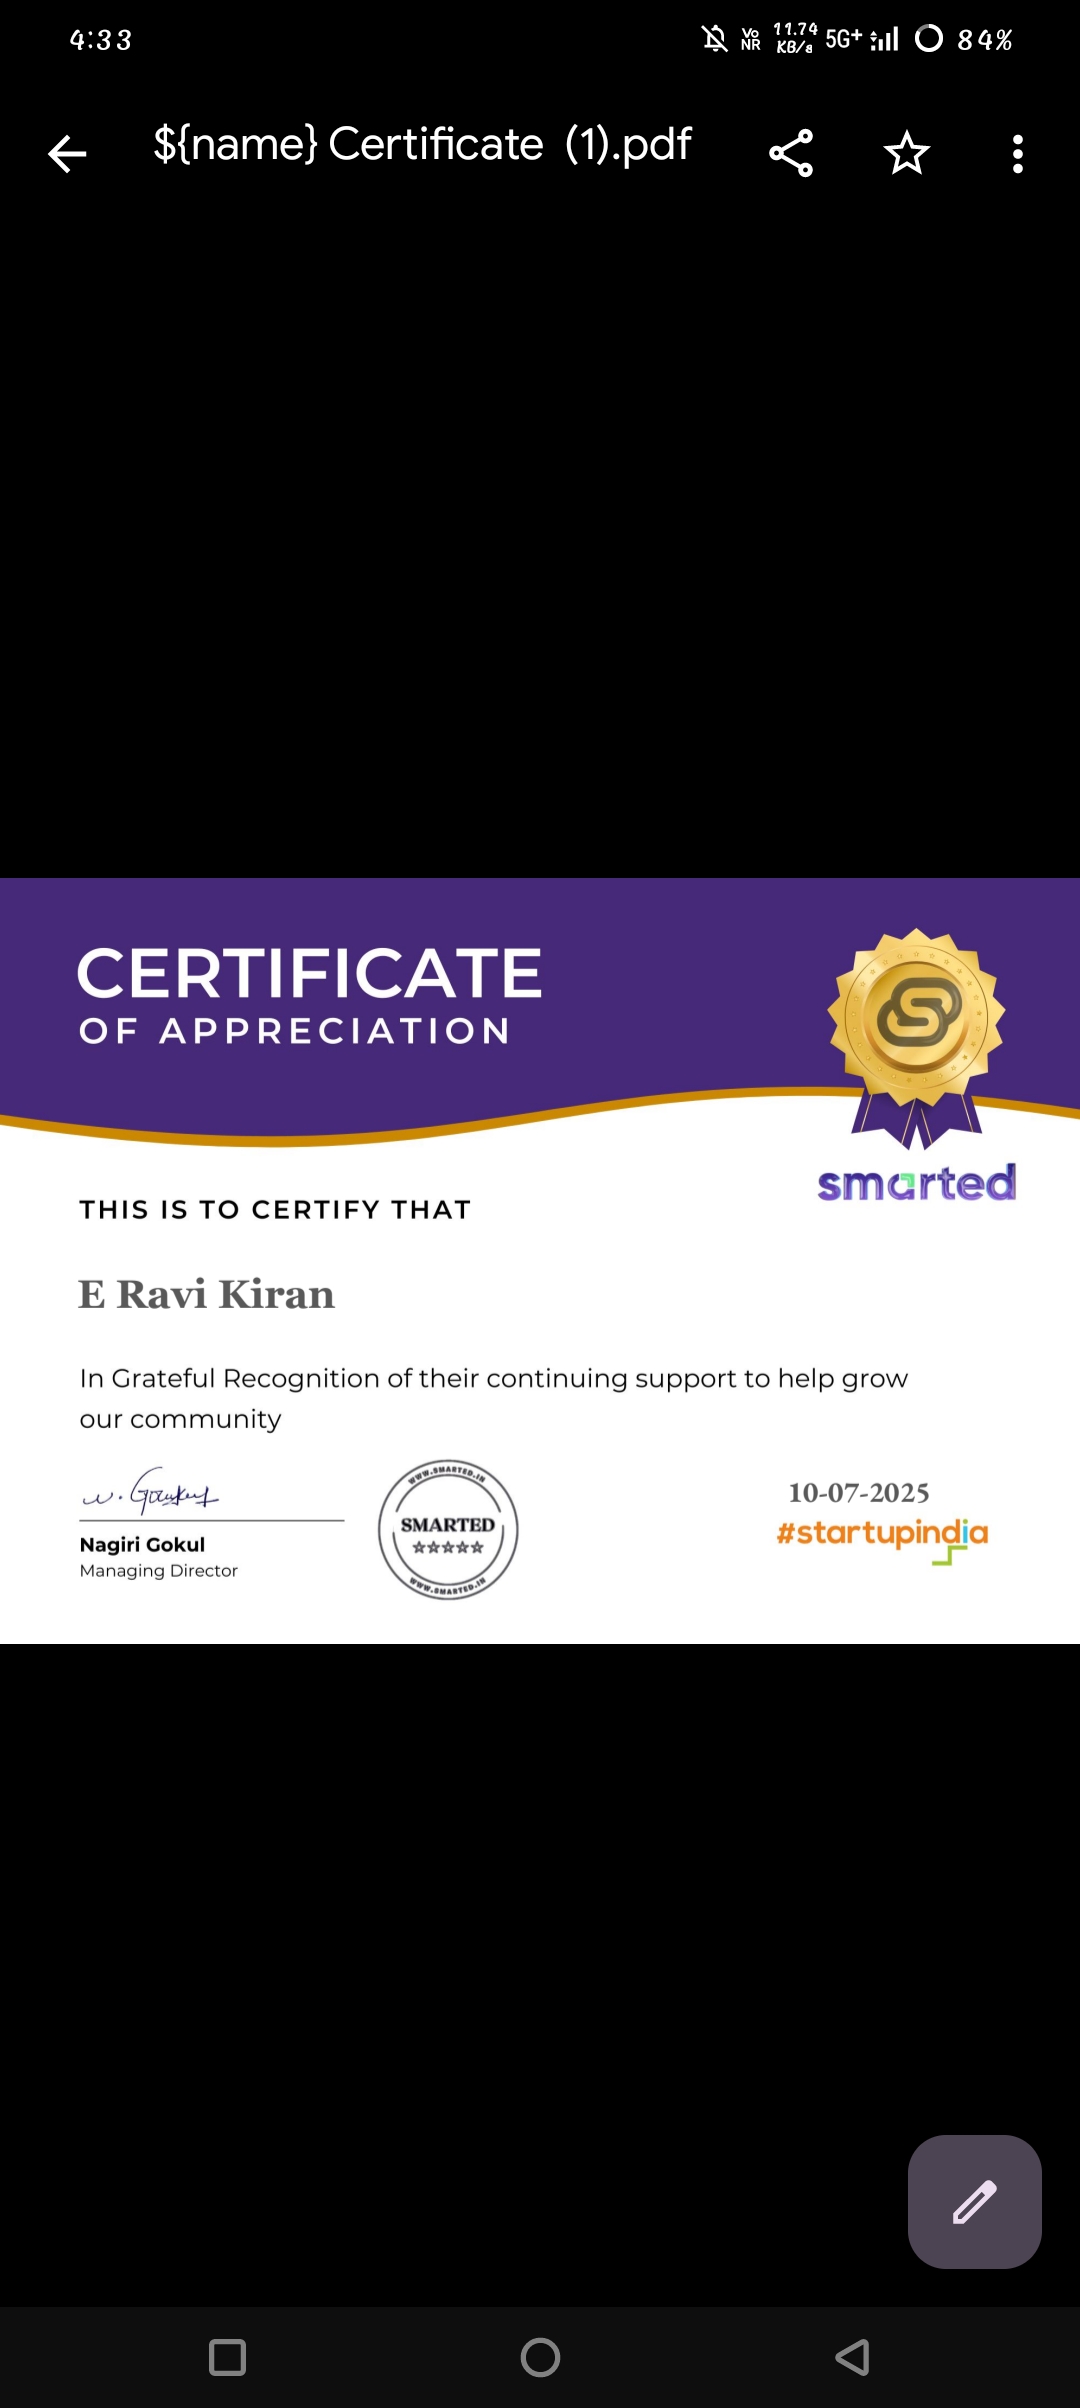 4:33
Vo NR 11.74 KB/s 5G+ 84%
${name} Certificate (1).pdf
CERTIFICATE
OF APPRECIATION
smarted
THIS IS TO CERTIFY THAT
E Ravi Kiran
In Grateful Recognition of their continuing support to help grow
our community
N. Gokul
Nagiri Gokul
Managing Director
WWW.SMARTED.IN
SMARTED
WWW.SMARTED.IN
10-07-2025
#startupindia